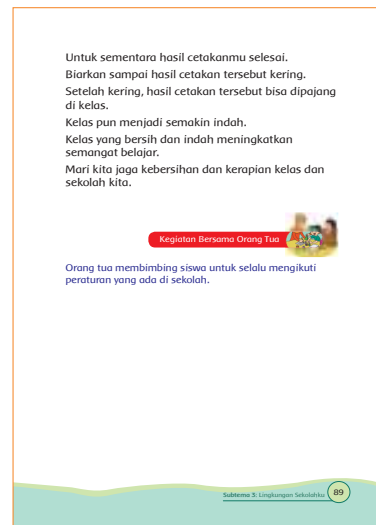 Untuk sementara hasil cetakanmu selesai.
Biarkan sampai hasil cetakan tersebut kering.
Setelah kering, hasil cetakan tersebut bisa dipajang
di kelas.
Kelas pun menjadi semakin indah.
Kelas yang bersih dan indah meningkatkan
semangat belajar.
Mari kita jaga kebersihan dan kerapian kelas dan
sekolah kita.
Kegiatan Bersama Orang Tua
Orang tua membimbing siswa untuk selalu mengikuti
peraturan yang ada di sekolah.
Subtema 3: Lingkungan Sekolahku 89